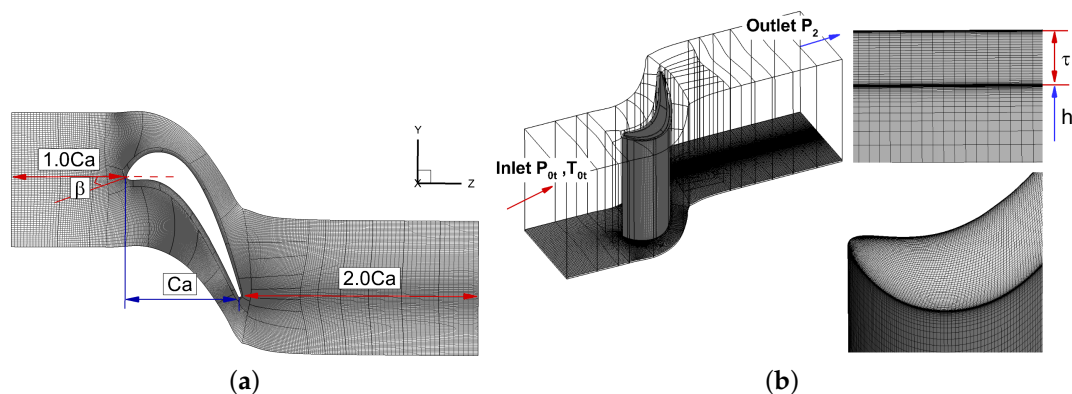 1.0Ca
β
Ca
2.0Ca
Y
X
Z
(a)
Outlet P₂
Inlet P₀ₜ ,T₀ₜ
τ
h
(b)